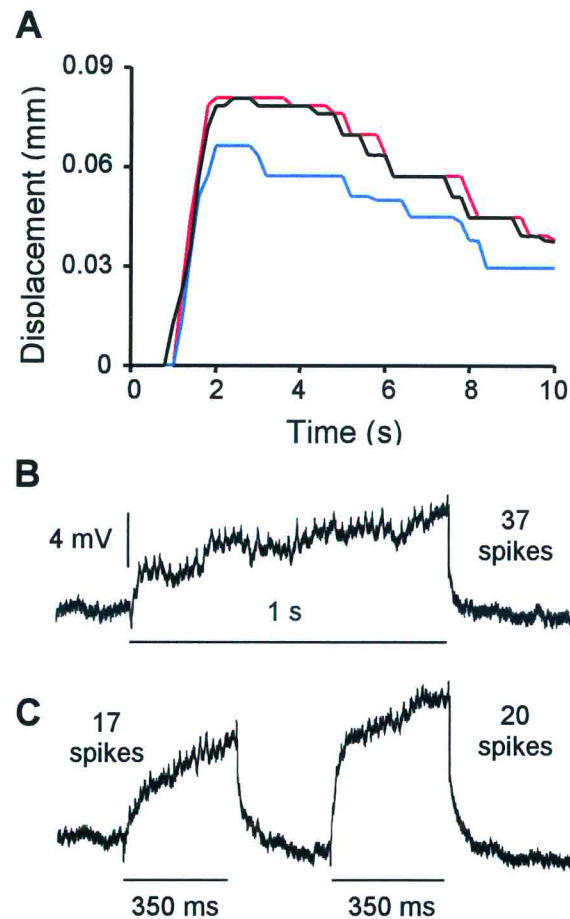 A
0.09
0.06
0.03
0
Displacement (mm)
0 2 4 6 8 10
Time (s)
B
4 mV
37
spikes
1 s
C
17
spikes
20
spikes
350 ms 350 ms